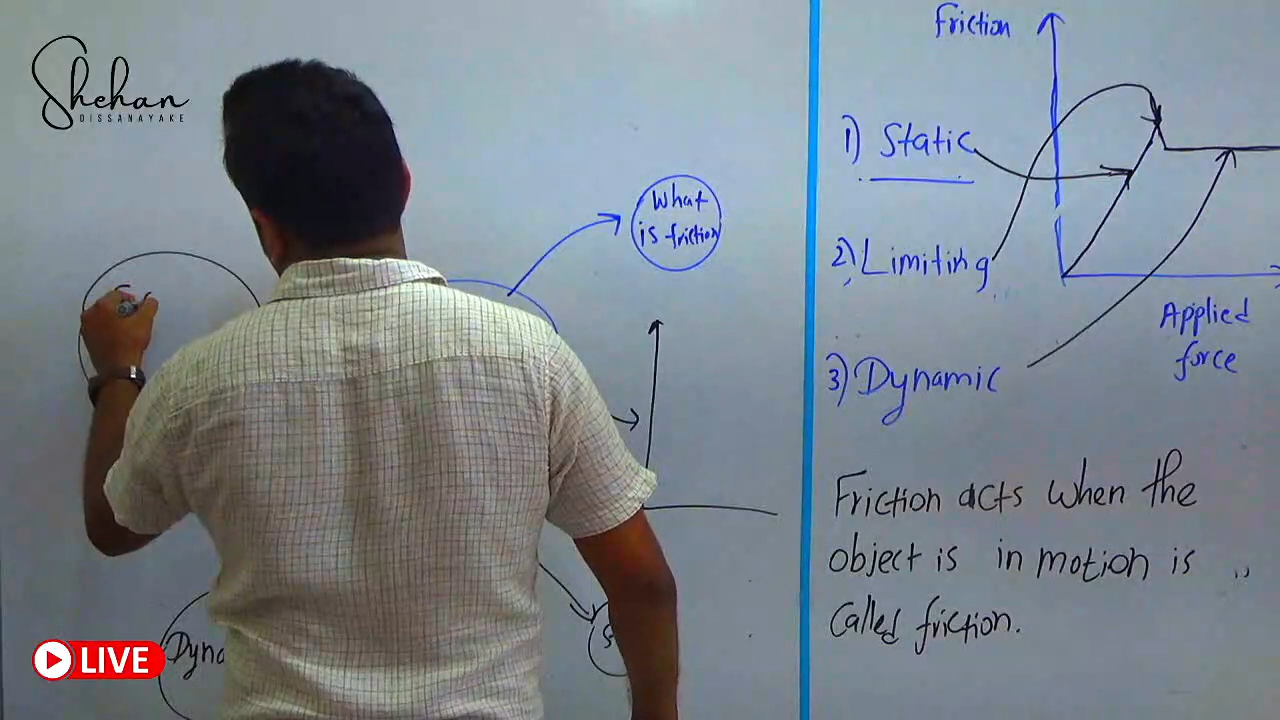 Shehan
DISSANAYAKE
What
is friction
LIVE
Friction
1) Static
2) Limiting
3) Dynamic
Applied
force
Friction acts when the
object is in motion is
Called friction.